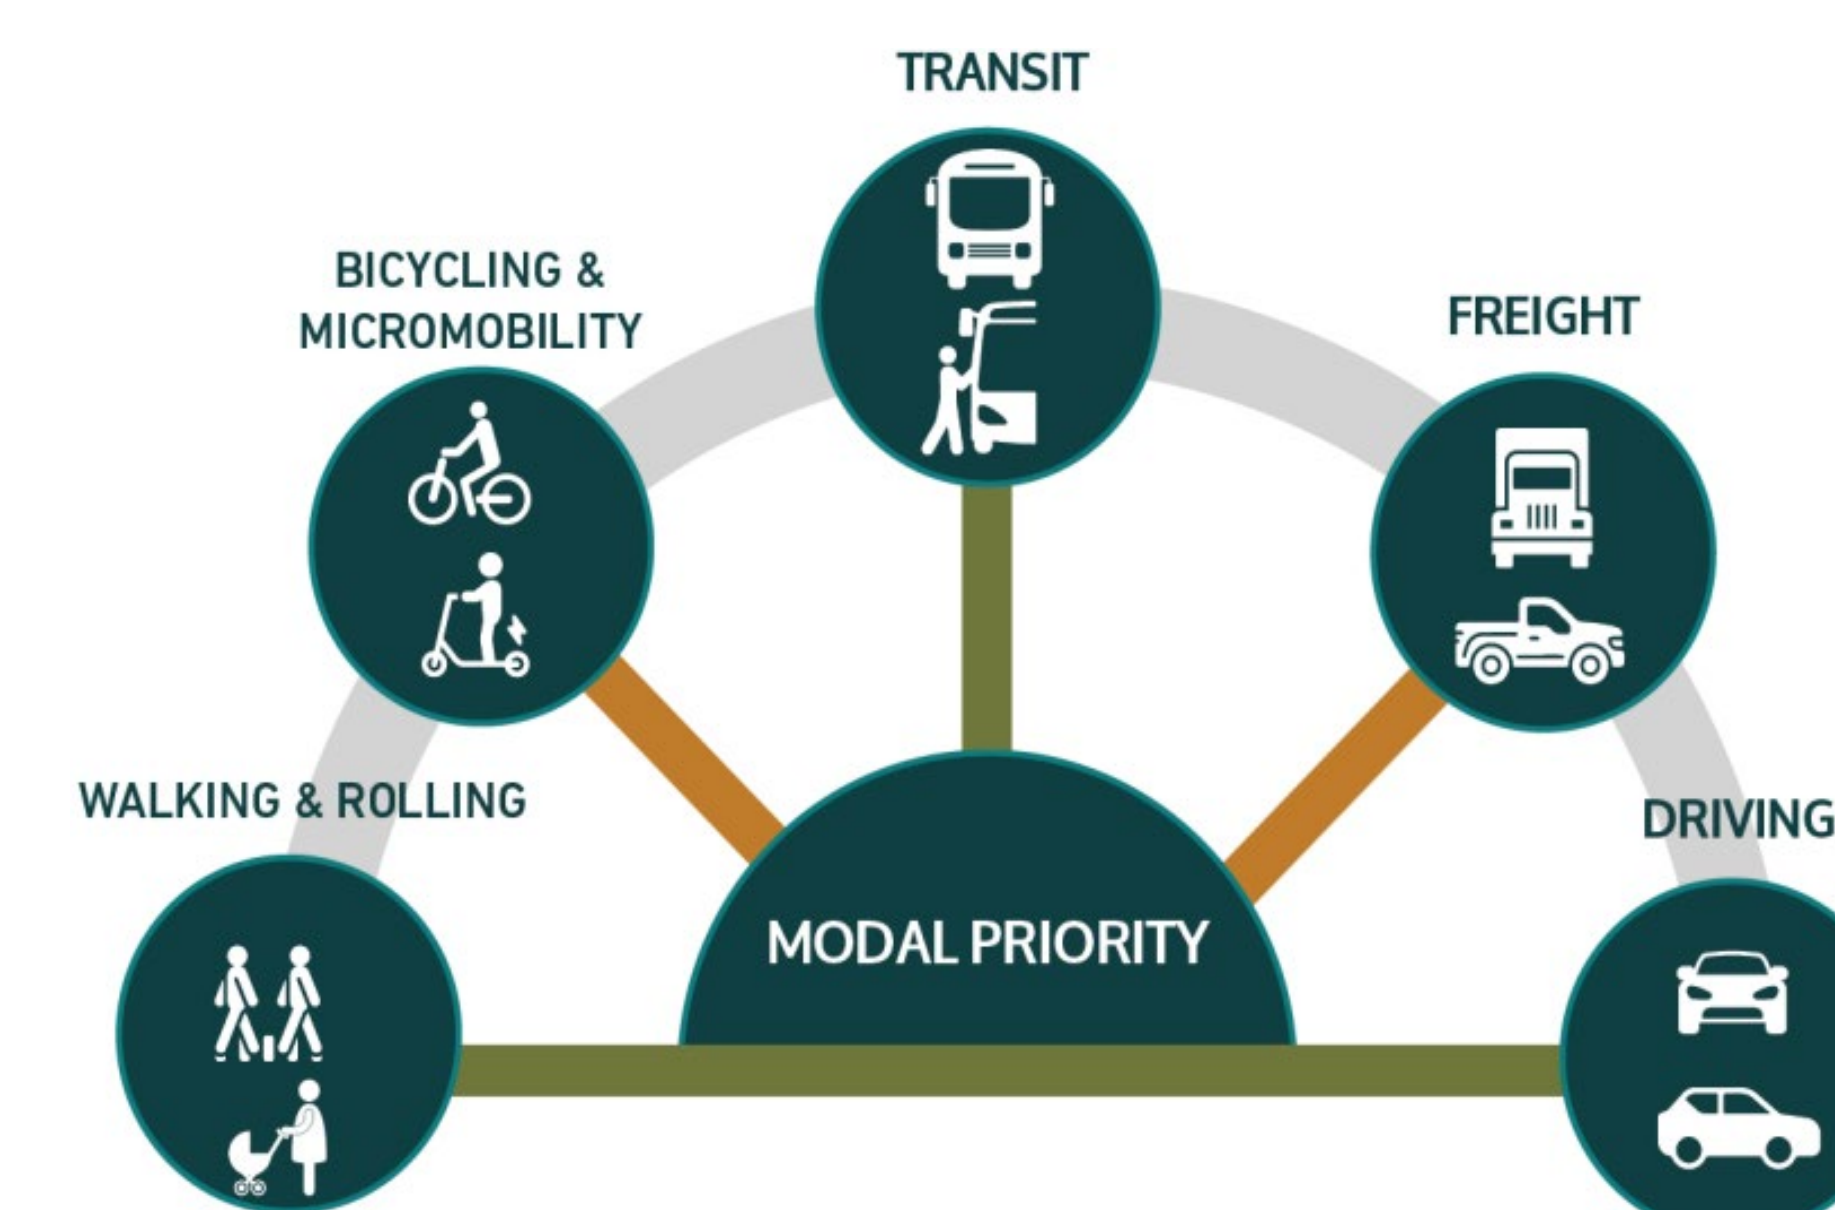 TRANSIT
BICYCLING &
MICROMOBILITY
FREIGHT
WALKING & ROLLING
DRIVING
MODAL PRIORITY